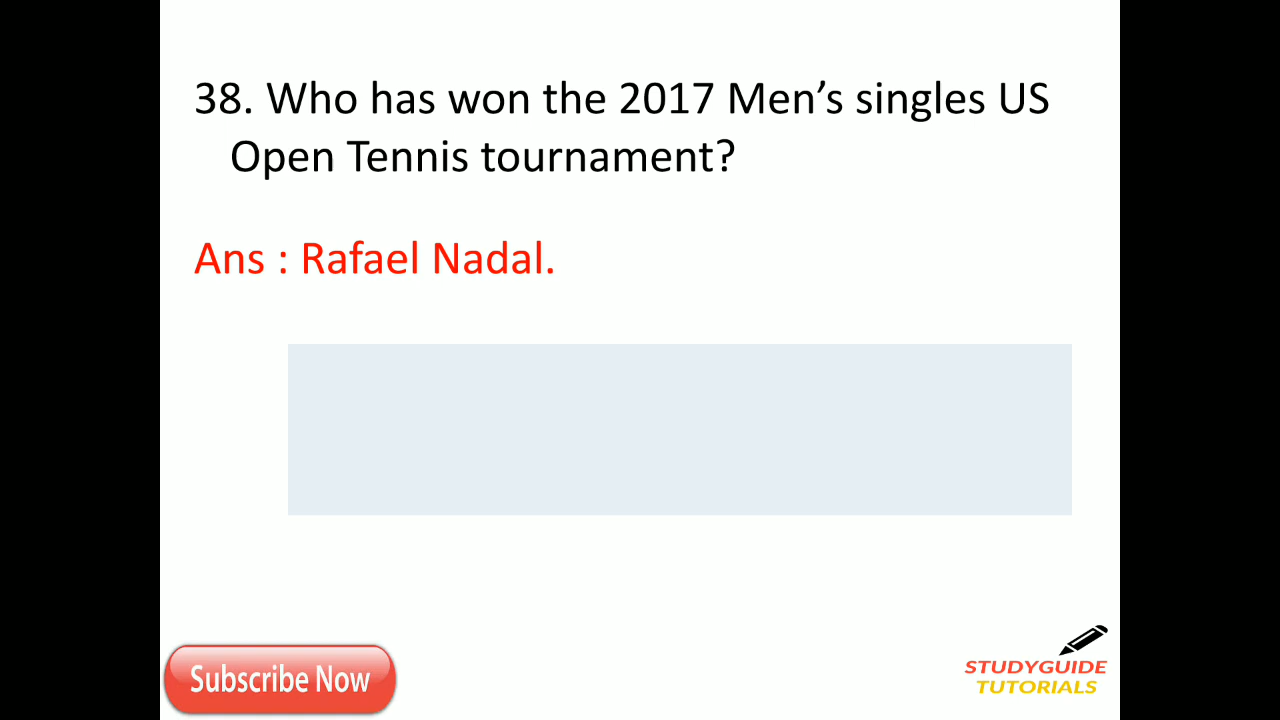 38. Who has won the 2017 Men’s singles US
Open Tennis tournament?
Ans : Rafael Nadal.
Subscribe Now
STUDYGUIDE
TUTORIALS